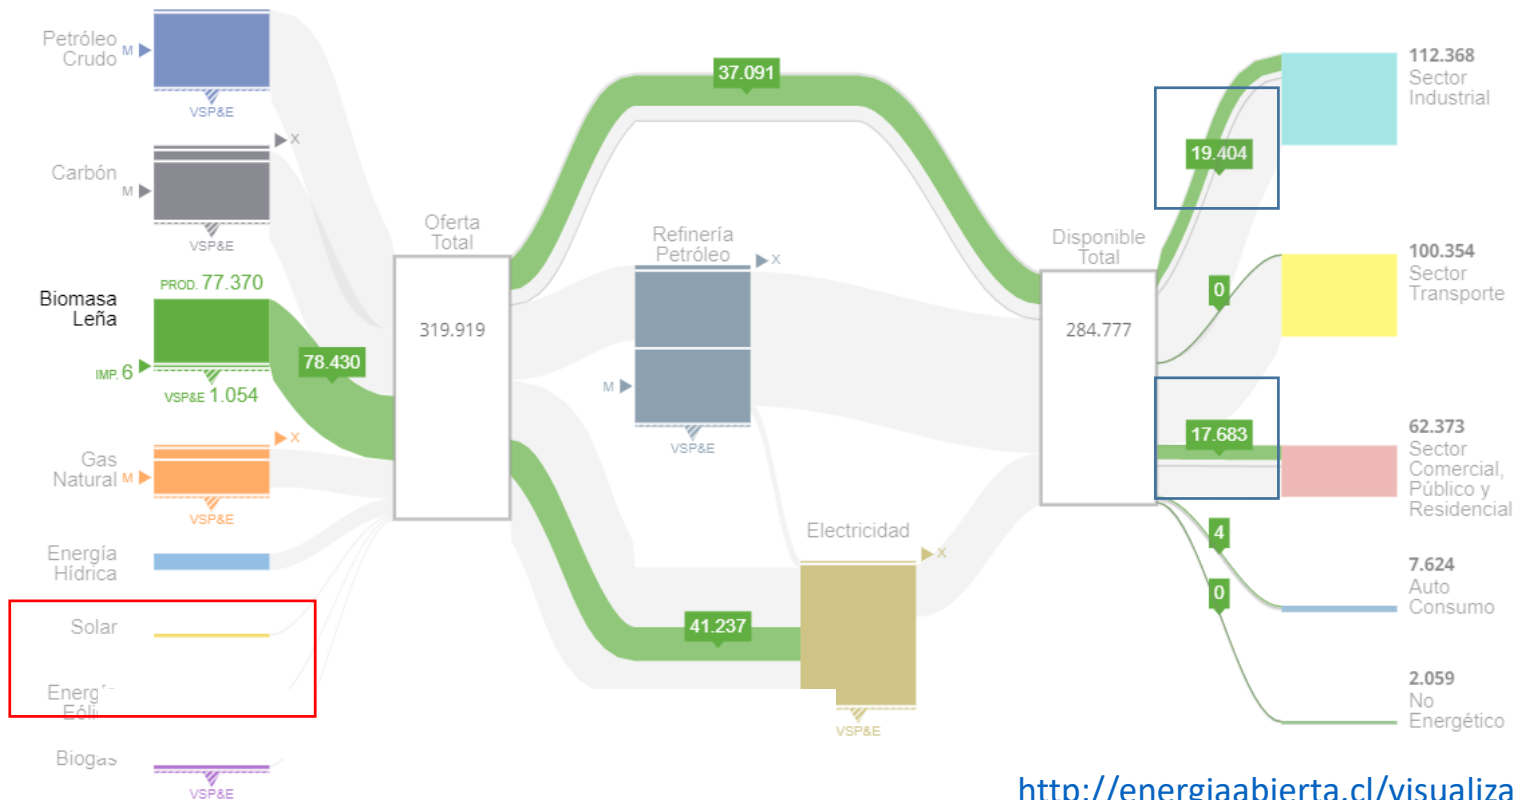 Petróleo
Crudo
M
VSP&E
X
Carbón
M
VSP&E
PROD. 77.370
Biomasa
Leña
IMP. 6
78.430
VSP&E 1.054
X
Gas
Natural
M
VSP&E
Energía
Hídrica
Solar
Biogas
VSP&E
Oferta
Total
319.919
37.091
Refinería
Petróleo
X
M
VSP&E
Electricidad
X
41.237
VSP&E
Disponible
Total
284.777
19.404
0
17.683
4
0
112.368
Sector
Industrial
100.354
Sector
Transporte
62.373
Sector
Comercial,
Público y
Residencial
7.624
Auto
Consumo
2.059
No
Energético
http://energiaabierta.cl/visualiza